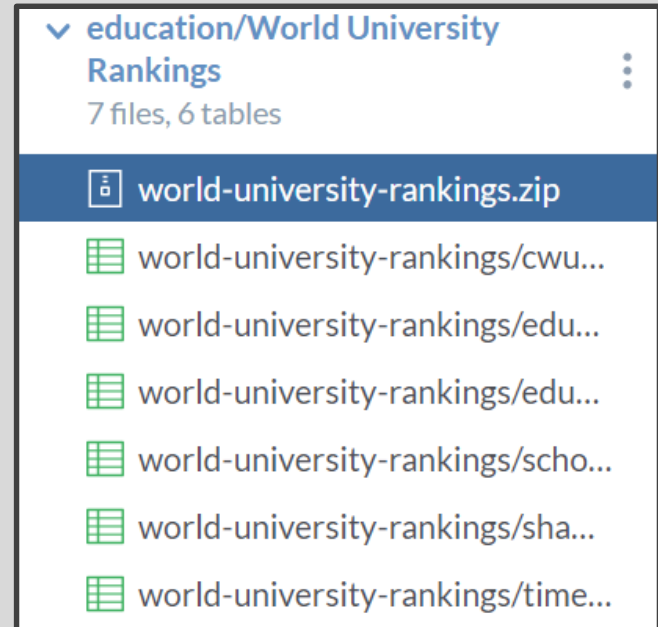 education/World University
Rankings
7 files, 6 tables
world-university-rankings.zip
world-university-rankings/cwu...
world-university-rankings/edu...
world-university-rankings/edu...
world-university-rankings/scho...
world-university-rankings/sha...
world-university-rankings/time...